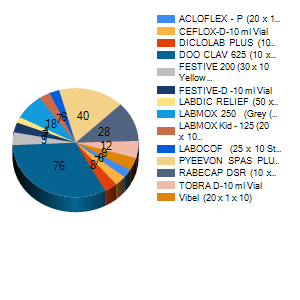 ACLOFLEX - P (20 x 1...
CEFLOX-D-10 ml Vial
DICLOLAB PLUS (10...
DOO CLAV 625 (10 x...
FESTIVE 200 (30 x 10
Yellow...
FESTIVE-D -10 ml Vial
LABDIC RELIEF (50 x...
LABMOX 250 (Grey (...
LABMOX Kid - 125 (20
x 10...
LABOCOF (25 x 10 St...
PYEEVON SPAS PLU...
RABECAP DSR (10 x...
TOBRA D-10 ml Vial
Vibel (20 x 1 x 10)
40
28
12
9
8
76
18